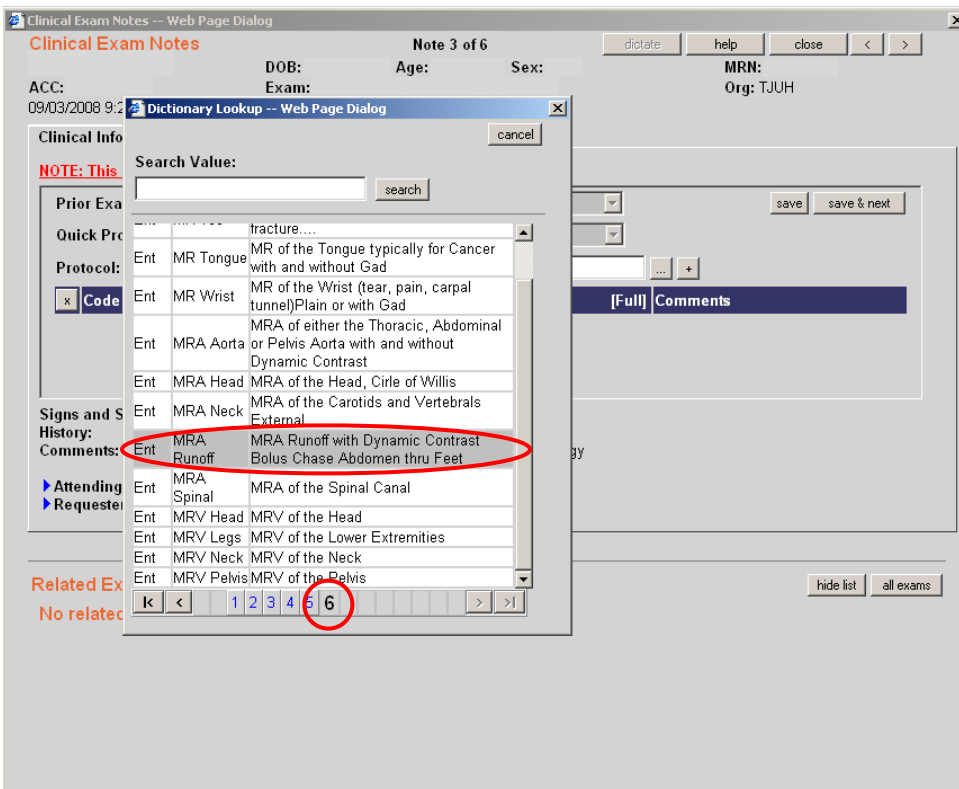 Clinical Exam Notes -- Web Page Dialog
Clinical Exam Notes Note 3 of 6 dictate help close < >
DOB: Age: Sex: MRN:
ACC: Exam: Org: TJUH
09/03/2008 9:2
Dictionary Lookup -- Web Page Dialog
cancel
Clinical Info
Search Value:
NOTE: This
search
Prior Exa save save & next
Quick Pro
Protocol: ... +
x Code [Full] Comments
fracture....
Ent MR Tongue MR of the Tongue typically for Cancer
with and without Gad
Ent MR Wrist MR of the Wrist (tear, pain, carpal
tunnel)Plain or with Gad
Ent MRA Aorta MRA of either the Thoracic, Abdominal
or Pelvis Aorta with and without
Dynamic Contrast
Ent MRA Head MRA of the Head, Cirle of Willis
Ent MRA Neck MRA of the Carotids and Vertebrals
External
Ent MRA Runoff MRA Runoff with Dynamic Contrast
Bolus Chase Abdomen thru Feet
Ent MRA Spinal MRA of the Spinal Canal
Ent MRV Head MRV of the Head
Ent MRV Legs MRV of the Lower Extremities
Ent MRV Neck MRV of the Neck
Ent MRV Pelvis MRV of the Pelvis
|< < 1 2 3 4 5 6 > >|
Signs and S
History:
Comments: gy
Attending
Requester
Related Ex hide list all exams
No related